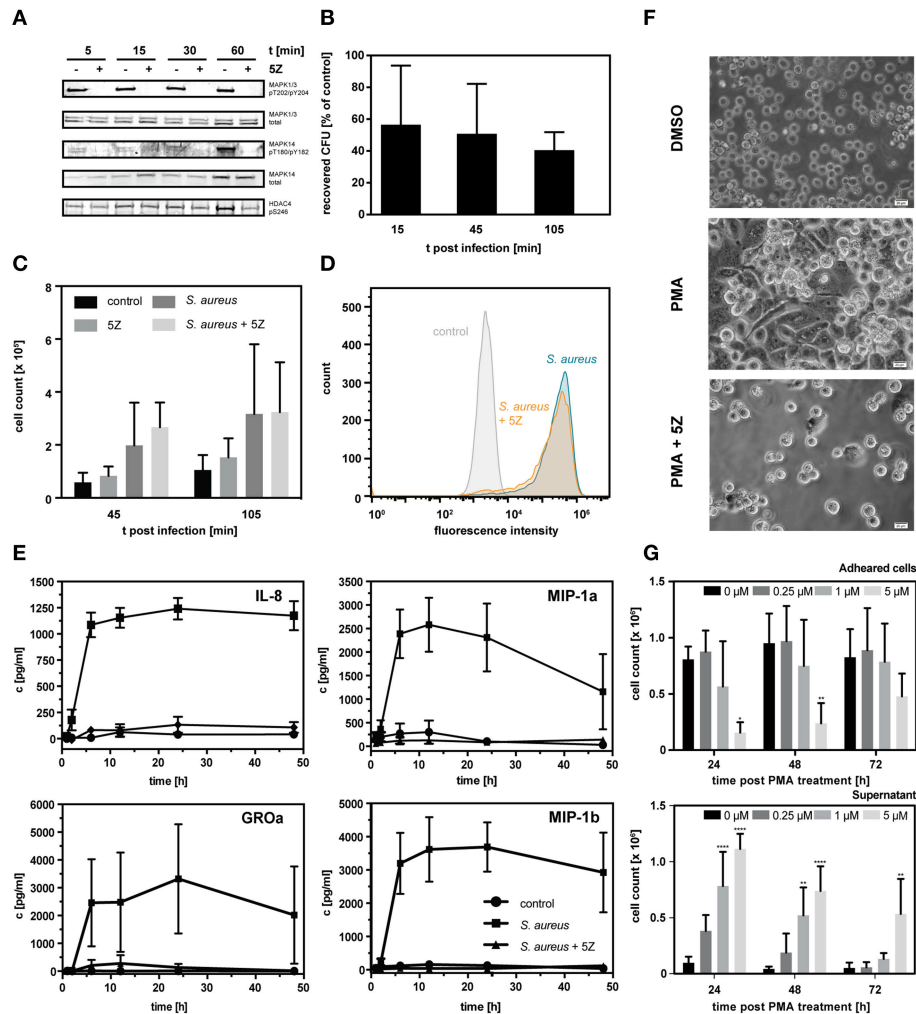 A
5 15 30 60 t [min]
- + - + - + - + 5Z
MAPK1/3
pT202/pY204
MAPK1/3
total
MAPK14
pT180/pY182
MAPK14
total
HDAC4
pS246
B
recovered CFU [% of control]
100
80
60
40
20
0
15 45 105
t post infection [min]
C
cell count [x 10⁵]
8
6
4
2
0
control
5Z
S. aureus
S. aureus + 5Z
45 105
t post infection [min]
D
count
500
400
300
200
100
0
control
S. aureus
S. aureus
+ 5Z
10⁰ 10² 10⁴ 10⁶
fluorescence intensity
E
IL-8
c [pg/ml]
1500
1250
1000
750
500
250
0
0 10 20 30 40 50
time [h]
MIP-1a
c [pg/ml]
3500
3000
2500
2000
1500
1000
500
0
0 10 20 30 40 50
time [h]
GROa
c [pg/ml]
6000
5000
4000
3000
2000
1000
0
0 10 20 30 40 50
time [h]
MIP-1b
c [pg/ml]
5000
4000
3000
2000
1000
0
control
S. aureus
S. aureus + 5Z
0 10 20 30 40 50
time [h]
F
DMSO
PMA
PMA + 5Z
G
Adheared cells
0 µM 0.25 µM 1 µM 5 µM
cell count [x 10⁶]
1.5
1.0
0.5
0
*
**
24 48 72
time post PMA treatment [h]
Supernatant
0 µM 0.25 µM 1 µM 5 µM
cell count [x 10⁶]
1.5
1.0
0.5
0
**** ****
** ****
**
24 48 72
time post PMA treatment [h]